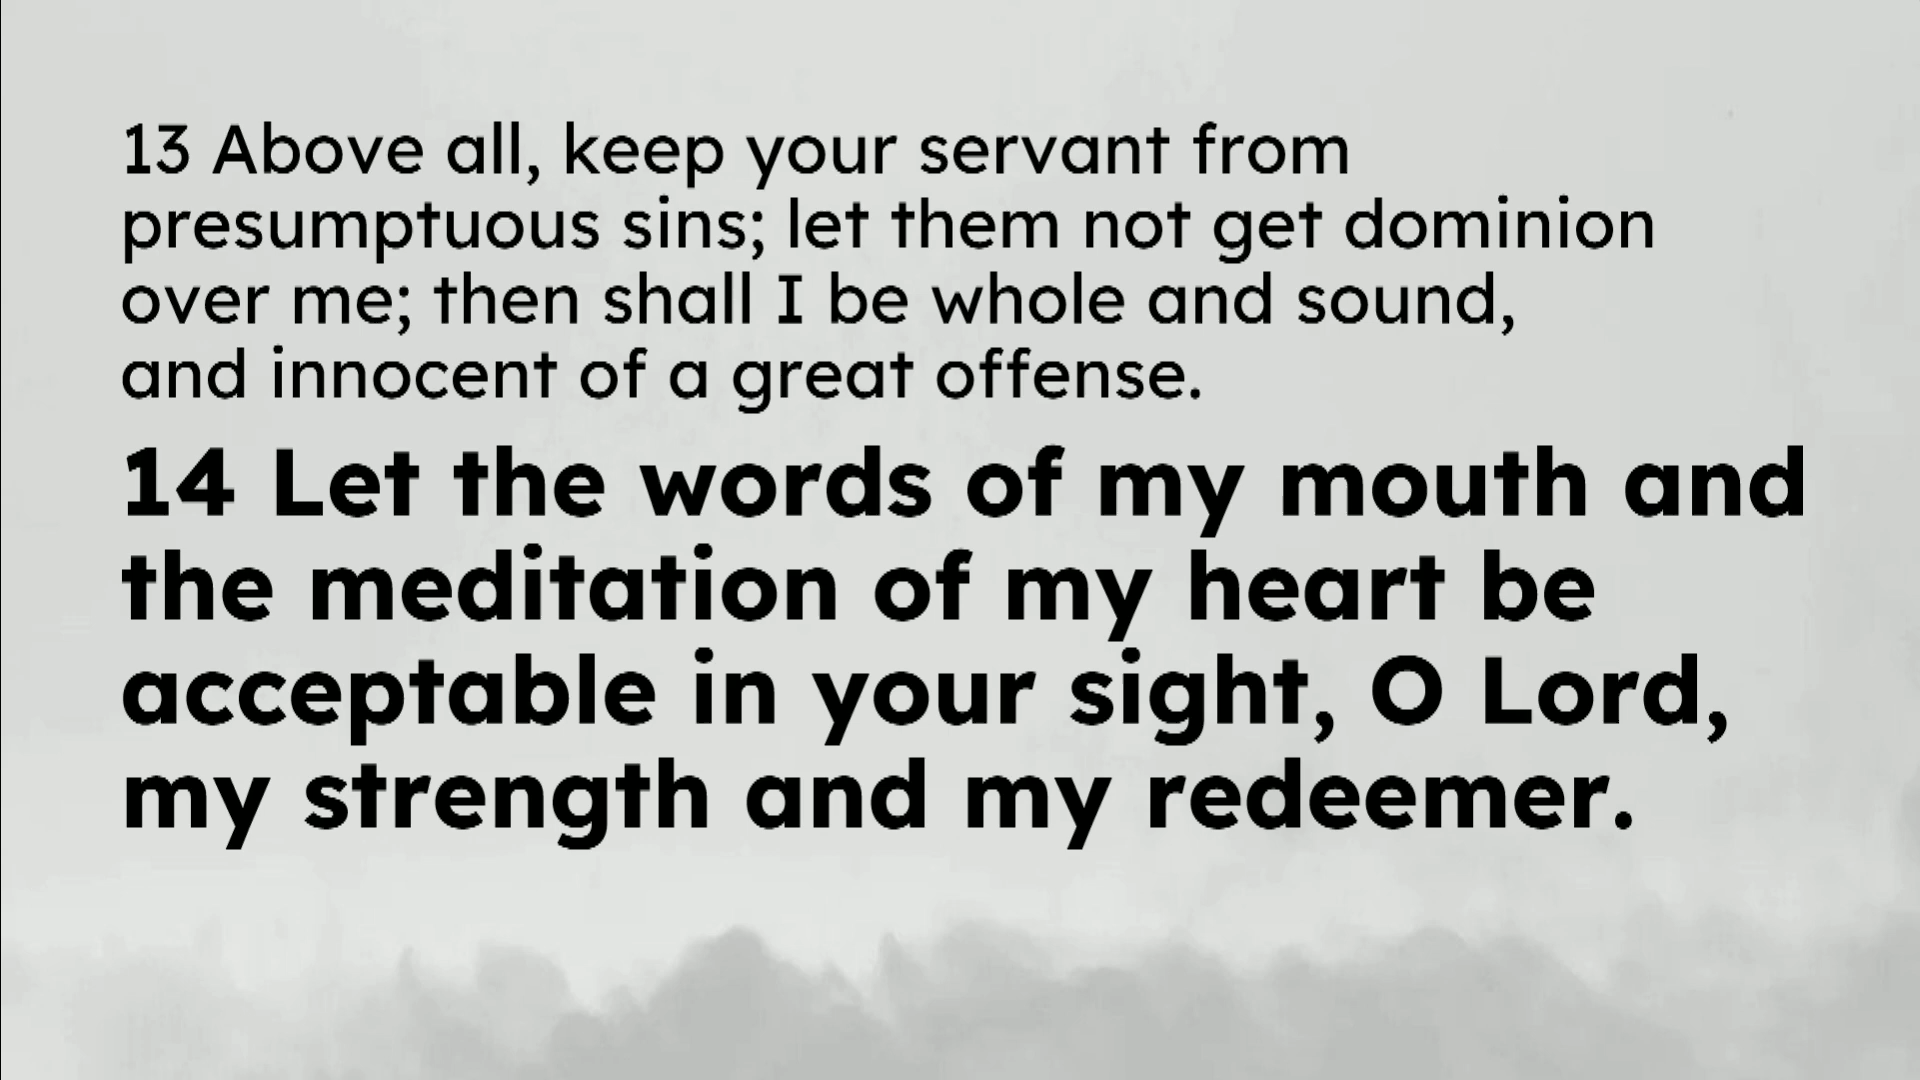 13 Above all, keep your servant from
presumptuous sins; let them not get dominion
over me; then shall I be whole and sound,
and innocent of a great offense.
14 Let the words of my mouth and
the meditation of my heart be
acceptable in your sight, O Lord,
my strength and my redeemer.